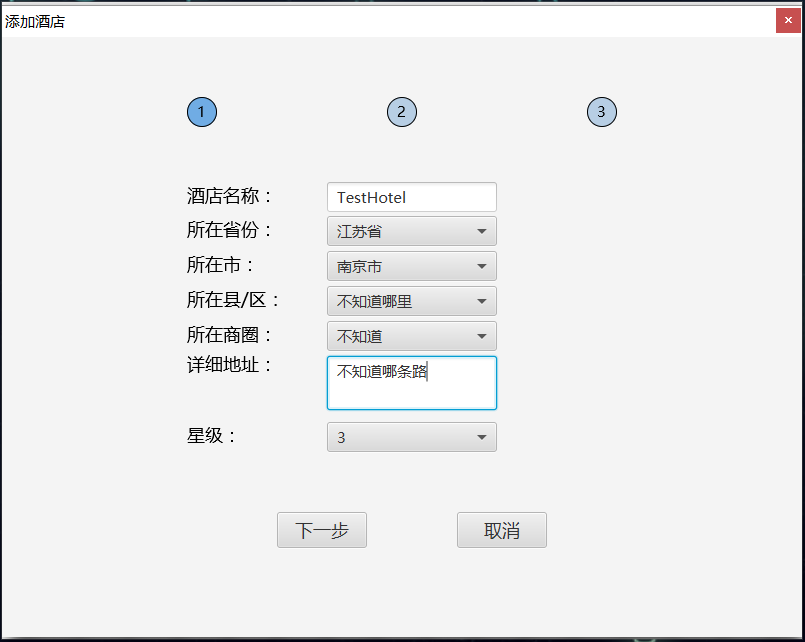 添加酒店
×
1 2 3
酒店名称： TestHotel
所在省份： 江苏省
所在市： 南京市
所在县/区： 不知道哪里
所在商圈： 不知道
详细地址： 不知道哪条路
星级： 3
下一步 取消